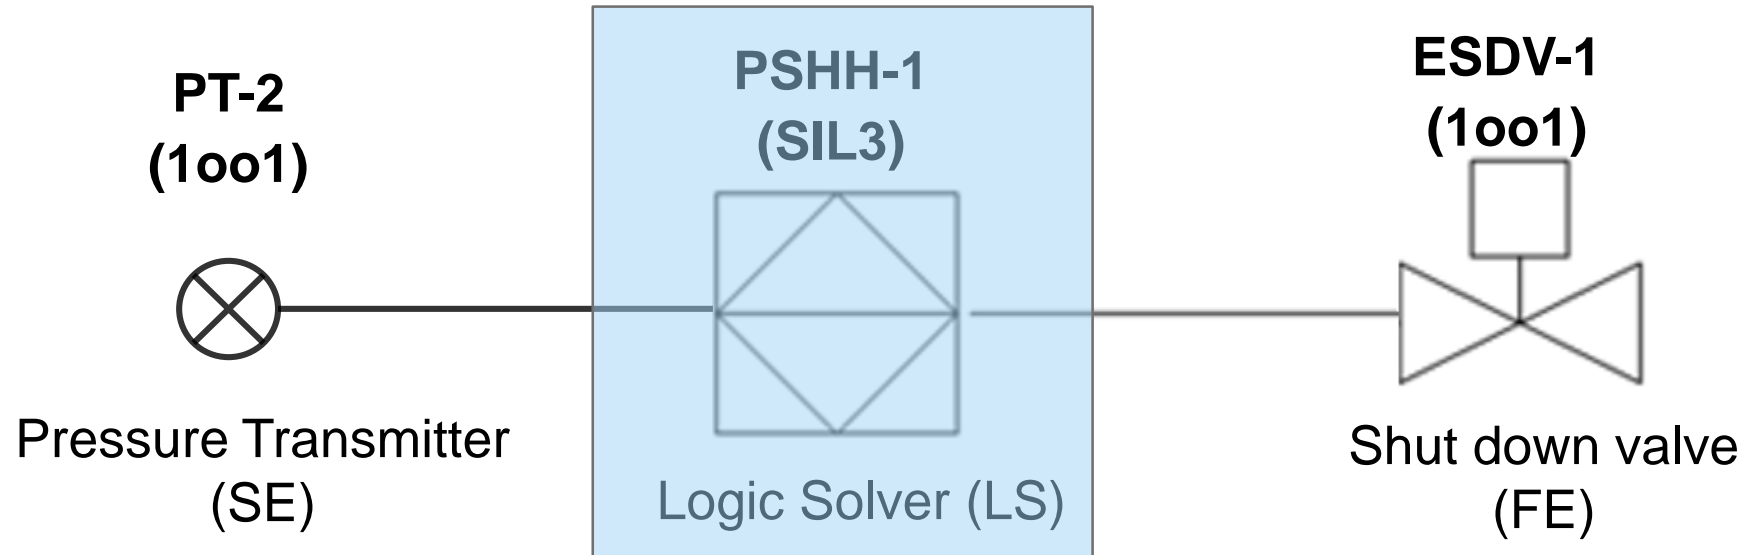 PT-2
(1oo1)
Pressure Transmitter
(SE)
PSHH-1
(SIL3)
Logic Solver (LS)
ESDV-1
(1oo1)
Shut down valve
(FE)